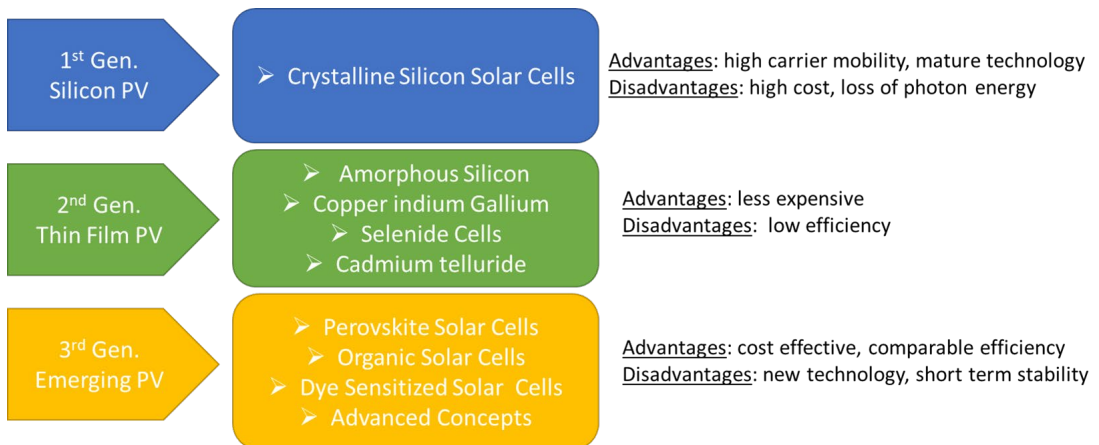 1st Gen.
Silicon PV
➢ Crystalline Silicon Solar Cells
Advantages: high carrier mobility, mature technology
Disadvantages: high cost, loss of photon energy
2nd Gen.
Thin Film PV
➢ Amorphous Silicon
➢ Copper indium Gallium
➢ Selenide Cells
➢ Cadmium telluride
Advantages: less expensive
Disadvantages: low efficiency
3rd Gen.
Emerging PV
➢ Perovskite Solar Cells
➢ Organic Solar Cells
➢ Dye Sensitized Solar Cells
➢ Advanced Concepts
Advantages: cost effective, comparable efficiency
Disadvantages: new technology, short term stability